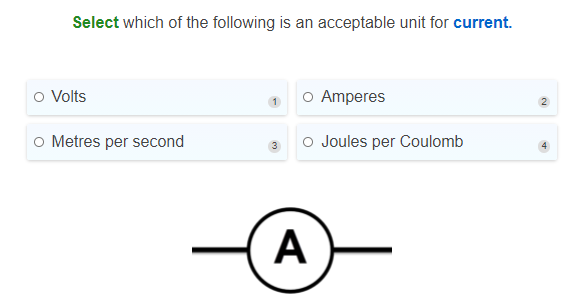 Select which of the following is an acceptable unit for current.
Volts 1
Amperes 2
Metres per second 3
Joules per Coulomb 4
A